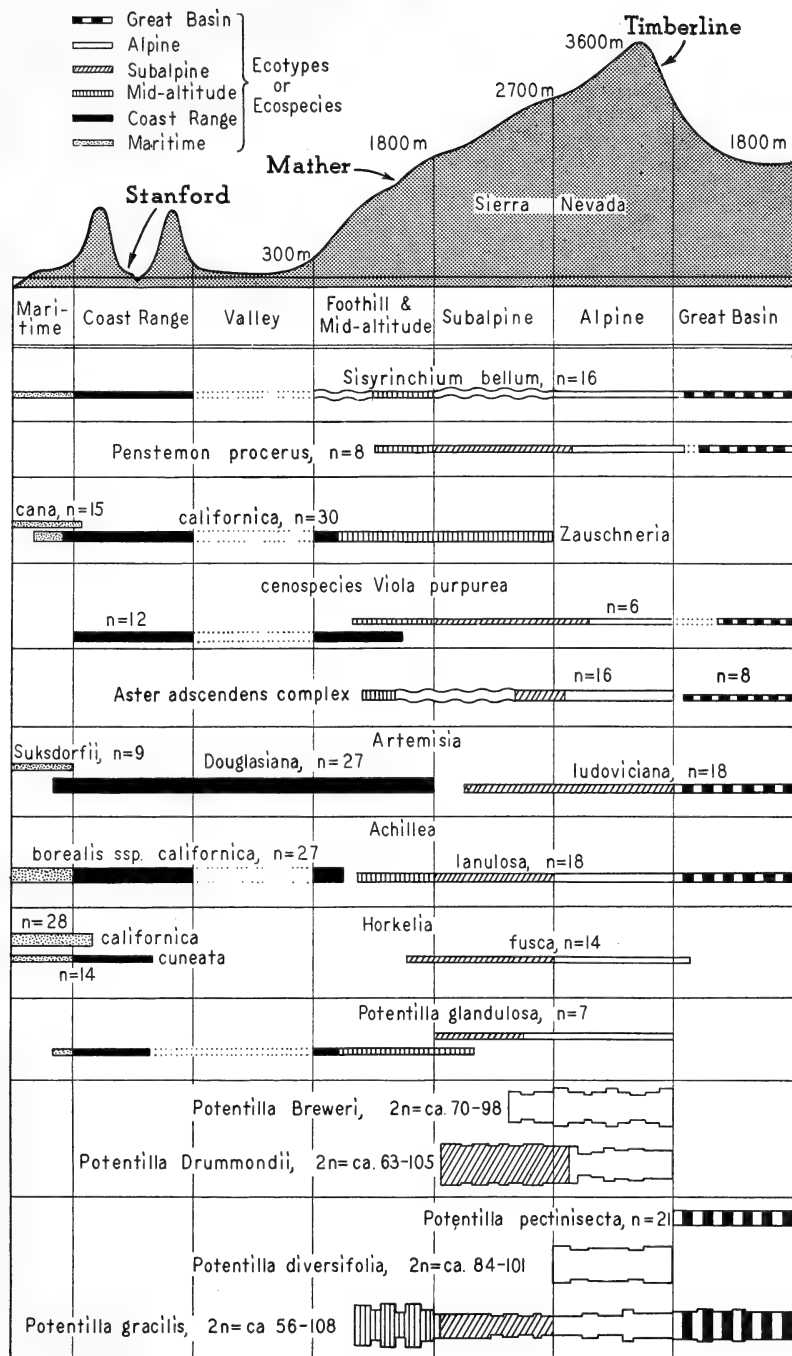 Great Basin
Alpine
Subalpine
Mid-altitude
Coast Range
Maritime
Ecotypes
or
Ecospecies
Timberline
3600m
2700m
1800m
1800m
Mather
Stanford
300m
Sierra Nevada
Mari-
time
Coast Range
Valley
Foothill &
Mid-altitude
Subalpine
Alpine
Great Basin
Sisyrinchium bellum, n=16
Penstemon procerus, n=8
cana, n=15
californica, n=30
Zauschneria
cenospecies Viola purpurea
n=12
n=6
Aster adscendens complex
n=16
n=8
Artemisia
Suksdorfii, n=9
Douglasiana, n=27
ludoviciana, n=18
Achillea
borealis ssp. californica, n=27
lanulosa, n=18
Horkelia
n=28
californica
cuneata
n=14
fusca, n=14
Potentilla glandulosa, n=7
Potentilla Breweri, 2n=ca. 70-98
Potentilla Drummondii, 2n=ca. 63-105
Potentilla pectinisecta, n=21
Potentilla diversifolia, 2n=ca. 84-101
Potentilla gracilis, 2n=ca 56-108